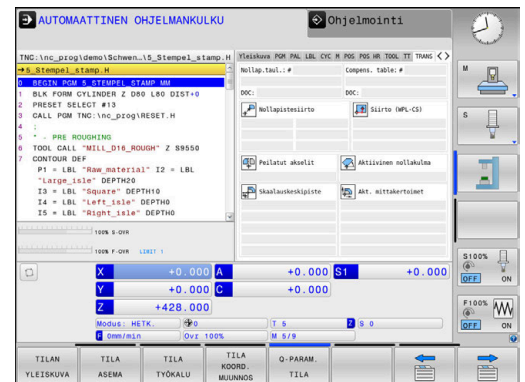 AUTOMAATTINEN OHJELMANKULKU
Ohjelmointi
TNC:\nc_prog\demo\Schwen…\5_Stempel_stamp.H
→5_Stempel_stamp.H
0 BEGIN PGM 5_STEMPEL_STAMP MM
1 BLK FORM CYLINDER Z D80 L80 DIST+0
2 PRESET SELECT #13
3 CALL PGM TNC:\nc_prog\RESET.H
4 ;
5 * - PRE ROUGHING
6 TOOL CALL "MILL_D16_ROUGH" Z S9550
7 CONTOUR DEF
P1 = LBL "Raw_material" I2 = LBL
"Large_isle" DEPTH20
I3 = LBL "Square" DEPTH10
I4 = LBL "Left_isle" DEPTH0
I5 = LBL "Right_isle" DEPTH0
Yleiskuva PGM PAL LBL CYC M POS POS HR TOOL TT TRANS
Nollap.taul.: # Compens. table: #
DOC: DOC:
Nollapistesiirto Siirto (WPL-CS)
Peilatut akselit Aktiivinen nollakulma
Skaalauskeskipiste Akt. mittakertoimet
100% S-OVR
100% F-OVR LIMIT 1
X +0.000 A +0.000 S1 +0.000
Y +0.000 C +0.000
Z +428.000
Modus: HETK. 0 T 5 Z S 0
F 0mm/min Ovr 100% M 5/9
M
S
S100%
OFF ON
F100%
OFF ON
TILAN YLEISKUVA
TILA ASEMA
TILA TYÖKALU
TILA KOORD. MUUNNOS
Q-PARAM. TILA